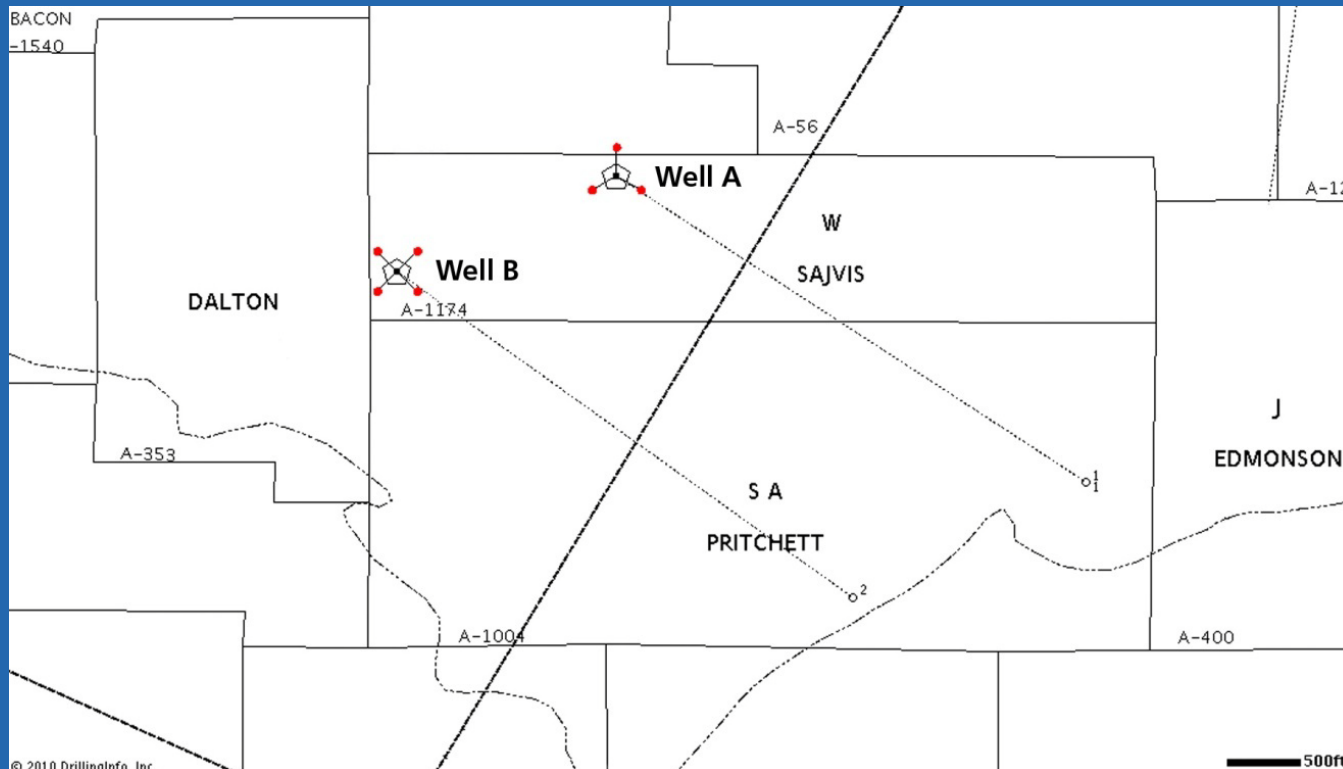 BACON
-1540
A-56
Well A
A-12
W
SAJVIS
Well B
DALTON
A-1174
J
EDMONSON
A-353
1
1
S A
PRITCHETT
2
A-1004
A-400
© 2010 DrillingInfo, Inc.
500ft